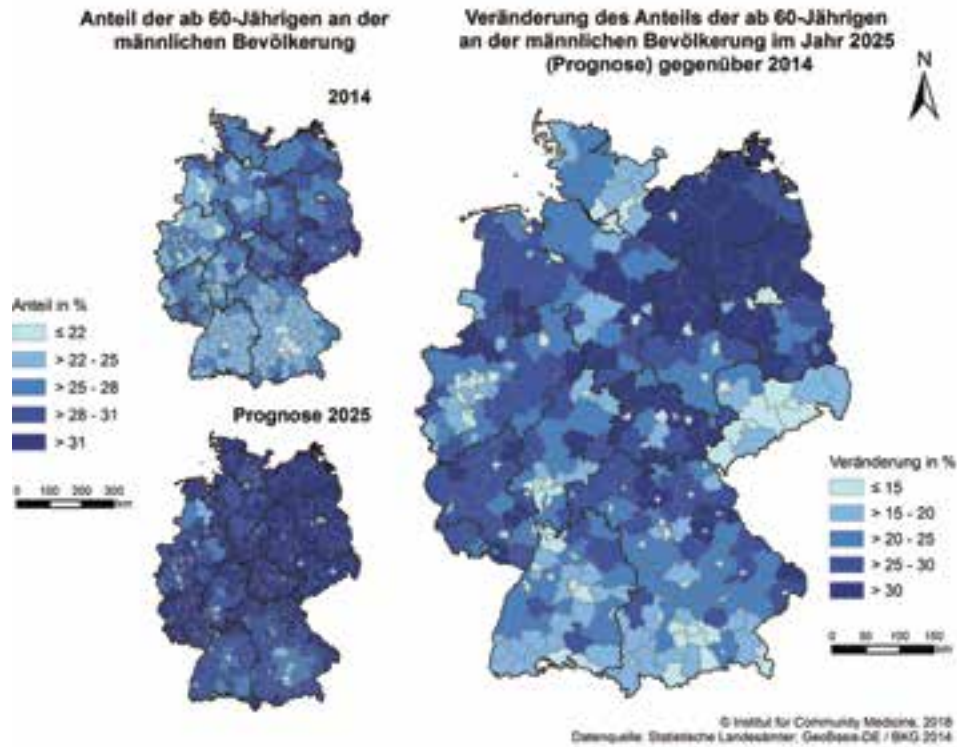 Anteil der ab 60-Jährigen an der
männlichen Bevölkerung
2014
Anteil in %
≤ 22
> 22 - 25
> 25 - 28
> 28 - 31
> 31
Prognose 2025
0 100 200 300
km
Veränderung des Anteils der ab 60-Jährigen
an der männlichen Bevölkerung im Jahr 2025
(Prognose) gegenüber 2014
N
Veränderung in %
≤ 15
> 15 - 20
> 20 - 25
> 25 - 30
> 30
0 50 100 150
km
© Institut for Community Medicine, 2018
Datenquelle: Statistische Landesämter; GeoBasis-DE / BKG 2014